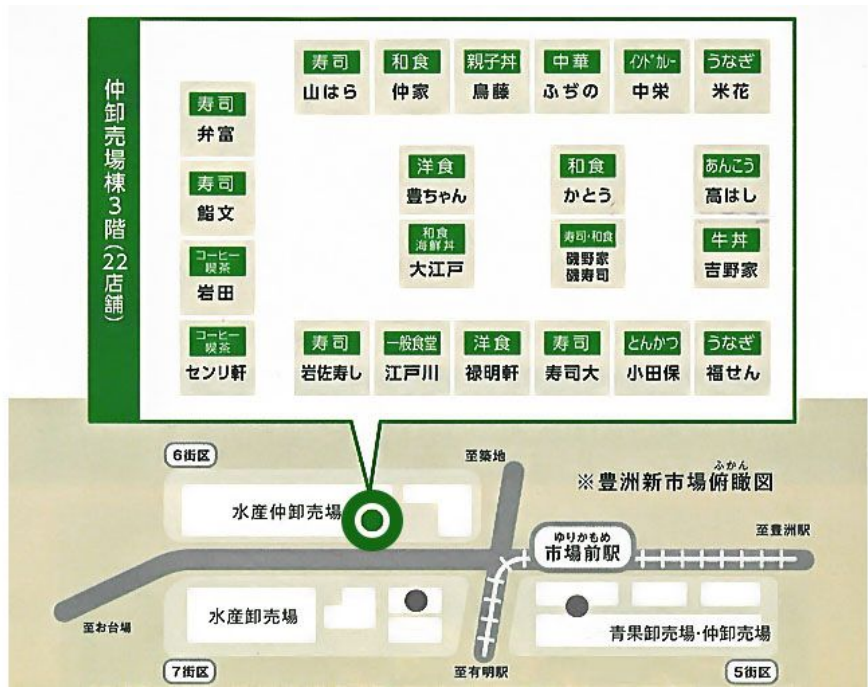 仲卸売場棟3階(22店舗)
寿司
山はら
和食
仲家
親子丼
鳥藤
中華
ふぢの
インドカレー
中栄
うなぎ
米花
寿司
弁富
寿司
鮨文
コーヒー
喫茶
岩田
コーヒー
喫茶
センリ軒
洋食
豊ちゃん
和食
かとう
あんこう
高はし
和食
海鮮丼
大江戸
寿司・和食
磯野家
磯寿司
牛丼
吉野家
寿司
岩佐寿し
一般食堂
江戸川
洋食
禄明軒
寿司
寿司大
とんかつ
小田保
うなぎ
福せん
6街区
至築地
※豊洲新市場俯瞰図
ふかん
水産仲卸売場
ゆりかもめ
市場前駅
至豊洲駅
至お台場
水産卸売場
7街区
至有明駅
青果卸売場・仲卸売場
5街区